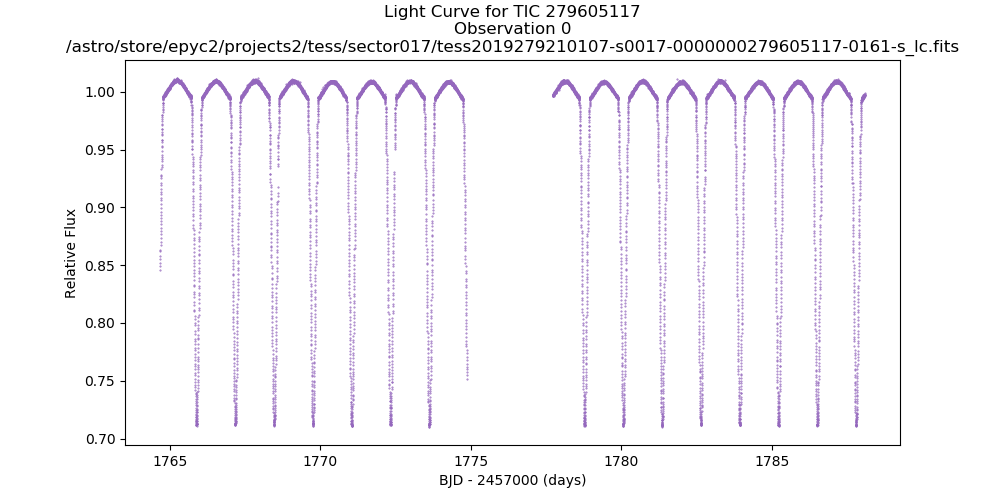 Light Curve for TIC 279605117
Observation 0
/astro/store/epyc2/projects2/tess/sector017/tess2019279210107-s0017-0000000279605117-0161-s_lc.fits
1.00
0.95
0.90
0.85
0.80
0.75
0.70
Relative Flux
1765
1770
1775
1780
1785
BJD - 2457000 (days)